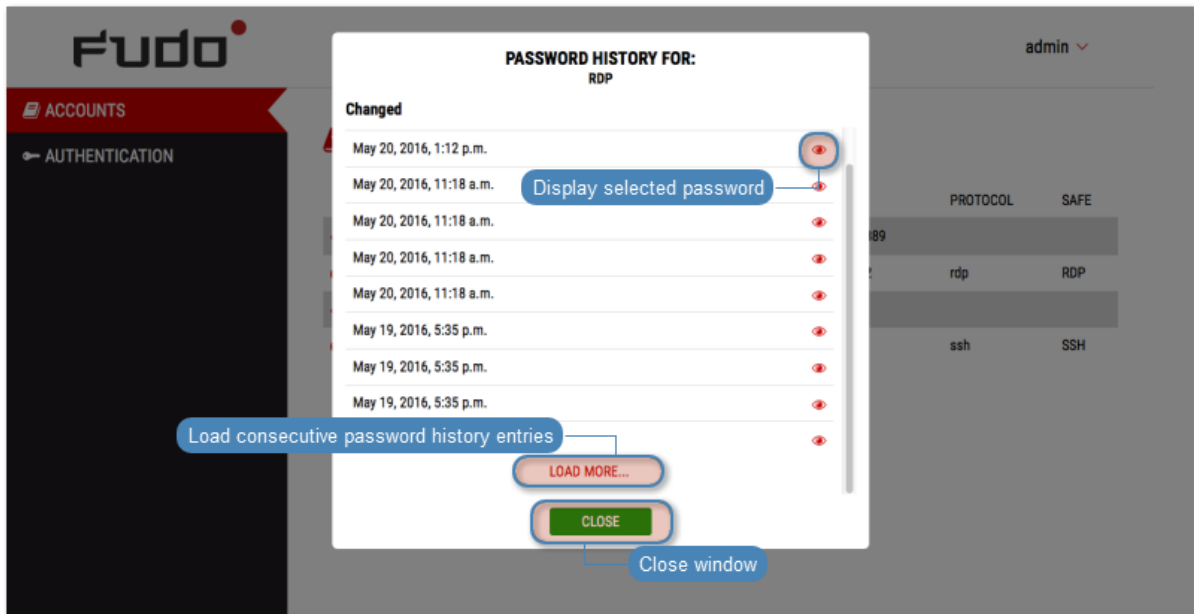 FUDO
admin
PASSWORD HISTORY FOR:
RDP
ACCOUNTS
AUTHENTICATION
Changed
May 20, 2016, 1:12 p.m.
May 20, 2016, 11:18 a.m.
Display selected password
May 20, 2016, 11:18 a.m.
May 20, 2016, 11:18 a.m.
May 20, 2016, 11:18 a.m.
May 19, 2016, 5:35 p.m.
May 19, 2016, 5:35 p.m.
May 19, 2016, 5:35 p.m.
PROTOCOL SAFE
389
rdp RDP
ssh SSH
Load consecutive password history entries
LOAD MORE...
CLOSE
Close window